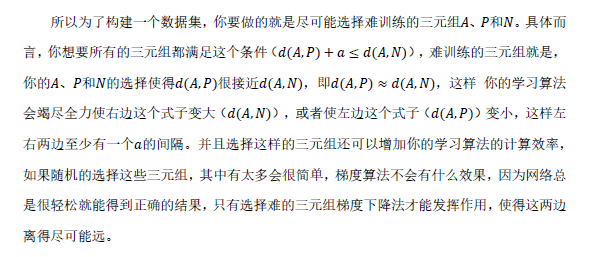 所以为了构建一个数据集，你要做的就是尽可能选择难训练的三元组A、P和N。具体而
言，你想要所有的三元组都满足这个条件（d(A,P) + a ≤ d(A,N)），难训练的三元组就是，
你的A、P和N的选择使得d(A,P)很接近d(A,N)，即d(A,P) ≈ d(A,N)，这样 你的学习算法
会竭尽全力使右边这个式子变大（d(A,N)），或者使左边这个式子（d(A,P)）变小，这样左
右两边至少有一个a的间隔。并且选择这样的三元组还可以增加你的学习算法的计算效率，
如果随机的选择这些三元组，其中有太多会很简单，梯度算法不会有什么效果，因为网络总
是很轻松就能得到正确的结果，只有选择难的三元组梯度下降法才能发挥作用，使得这两边
离得尽可能远。